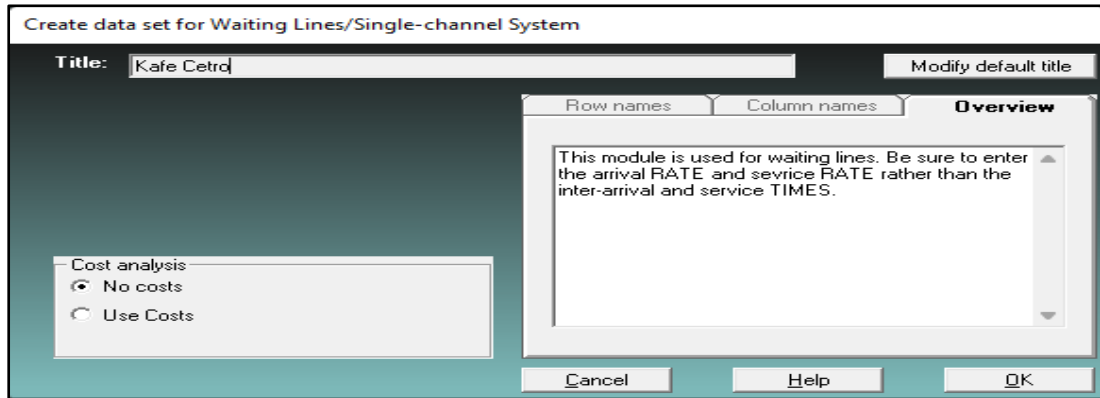 Create data set for Waiting Lines/Single-channel System
Title: Kafe Cetro
Modify default title
Row names Column names Overview
This module is used for waiting lines. Be sure to enter
the arrival RATE and sevrice RATE rather than the
inter-arrival and service TIMES.
Cost analysis
No costs
Use Costs
Cancel Help OK